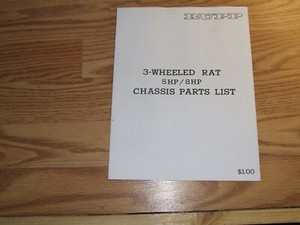 3-WHEELED RAT
5HP/8HP
CHASSIS PARTS LIST
$1.00